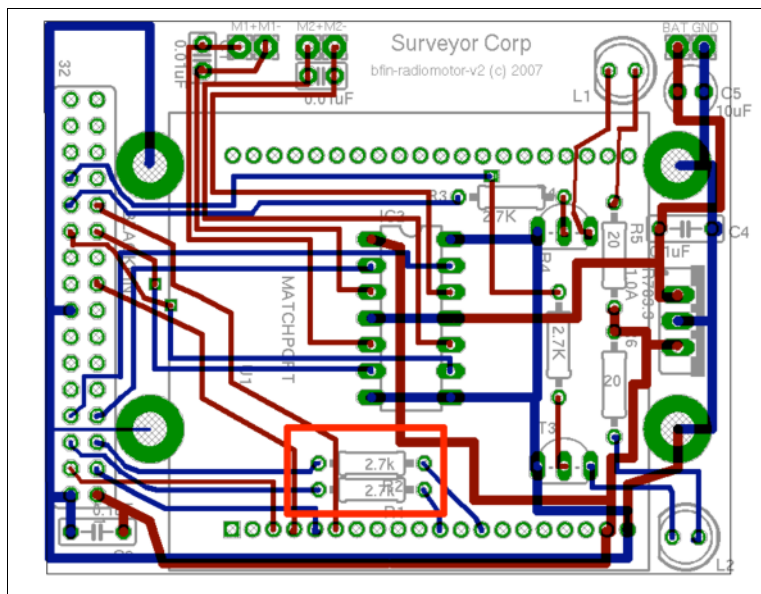 M1+M1- M2+M2- BAT GND
Surveyor Corp
bfin-radiomotor-v2 (c) 2007
32
0.01uF
0.01uF
L1
C5
10uF
R3
2.7K
IC2
C4
0.1uF
R4
20
R5
1.0A
MATCHPORT
U1
2.7K
20
T3
2.7k
R2
2.7k
R1
L2